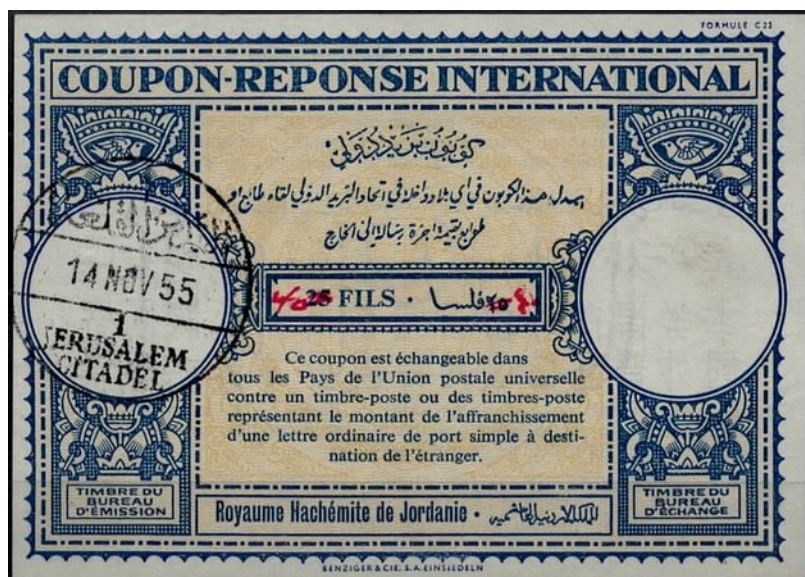 FORMULE C22
COUPON-REPONSE INTERNATIONAL
كوبون بريد دولي
يبدل هذا الكوبون في اي بلاد داخلة في اتحاد البريد الدولي لقاء طابع او
طوابع بقيمة اجرة رسالة الى الخارج
14 NOV 55
1
JERUSALEM
CITADEL
40 25 FILS · ٢٥ فلسا ٤٠
Ce coupon est échangeable dans
tous les Pays de l'Union postale universelle
contre un timbre-poste ou des timbres-poste
représentant le montant de l'affranchissement
d'une lettre ordinaire de port simple à desti-
nation de l'étranger.
TIMBRE DU
BUREAU
D'ÉMISSION
Royaume Hachémite de Jordanie · المملكة الاردنية الهاشمية
TIMBRE DU
BUREAU
D'ÉCHANGE
BENZIGER & CIE. S.A. EINSIEDELN